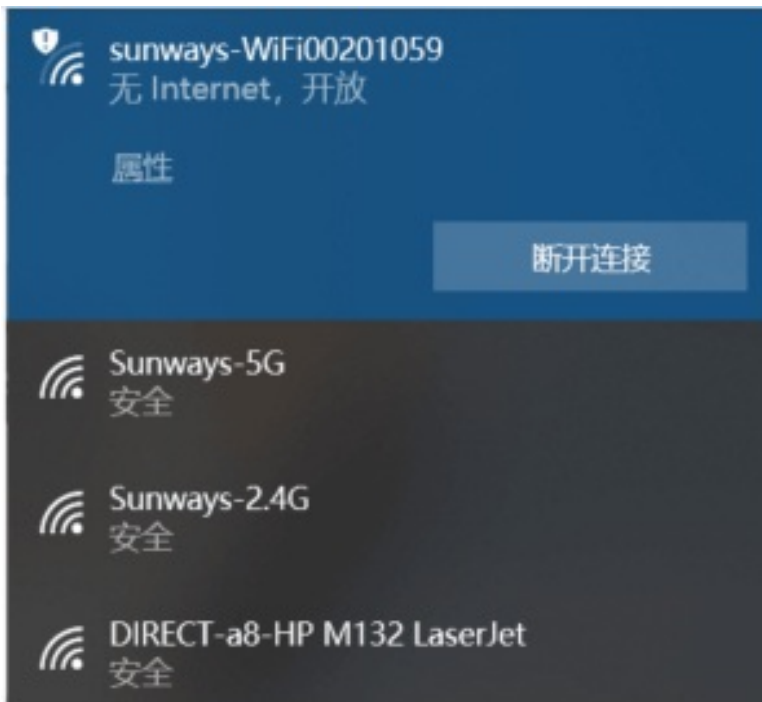 sunways-WiFi00201059
无 Internet，开放
属性
断开连接
Sunways-5G
安全
Sunways-2.4G
安全
DIRECT-a8-HP M132 LaserJet
安全